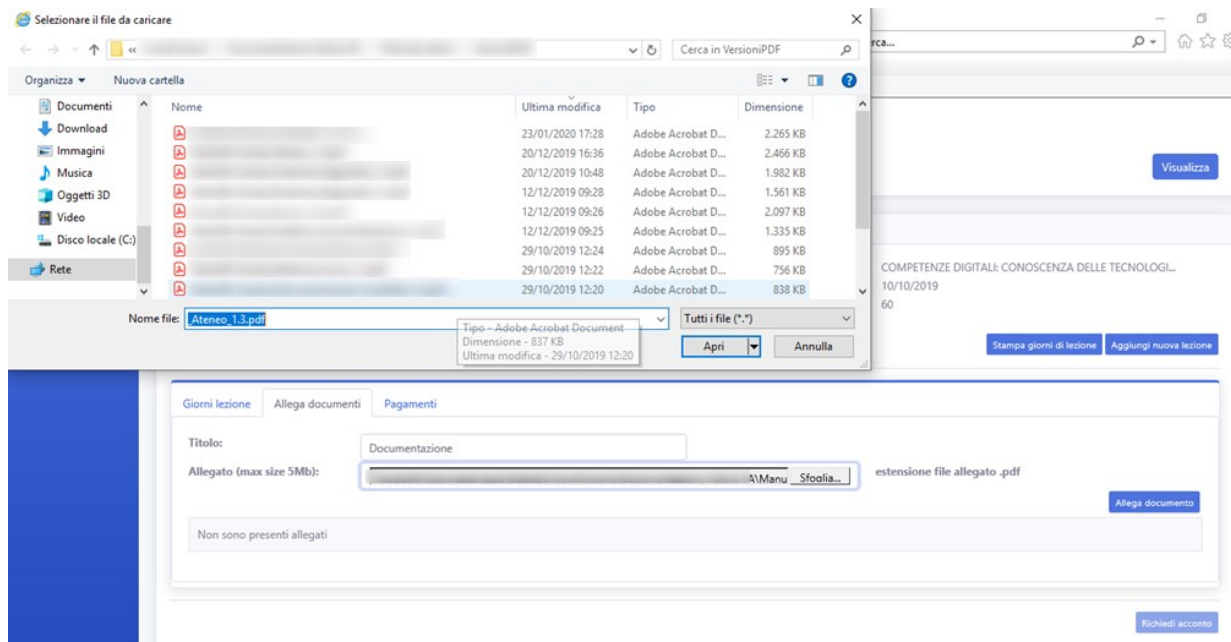 Selezionare il file da caricare
«
Cerca in VersioniPDF
rca...
Organizza
Nuova cartella
Documenti
Download
Immagini
Musica
Oggetti 3D
Video
Disco locale (C:)
Rete
Nome Ultima modifica Tipo Dimensione
23/01/2020 17:28 Adobe Acrobat D... 2.265 KB
20/12/2019 16:36 Adobe Acrobat D... 2.466 KB
20/12/2019 10:48 Adobe Acrobat D... 1.982 KB
12/12/2019 09:28 Adobe Acrobat D... 1.561 KB
12/12/2019 09:26 Adobe Acrobat D... 2.097 KB
12/12/2019 09:25 Adobe Acrobat D... 1.335 KB
29/10/2019 12:24 Adobe Acrobat D... 895 KB
29/10/2019 12:22 Adobe Acrobat D... 756 KB
29/10/2019 12:20 Adobe Acrobat D... 838 KB
Nome file: _Ateneo_1.3.pdf
Tutti i file (*.*)
Tipo - Adobe Acrobat Document
Dimensione - 837 KB
Ultima modifica - 29/10/2019 12:20
Apri
Annulla
Visualizza
COMPETENZE DIGITALI: CONOSCENZA DELLE TECNOLOGI...
10/10/2019
60
Stampa giorni di lezione
Aggiungi nuova lezione
Giorni lezione
Allega documenti
Pagamenti
Titolo: Documentazione
Allegato (max size 5Mb): A\Manu Sfoglia... estensione file allegato .pdf
Allega documento
Non sono presenti allegati
Richiedi acconto